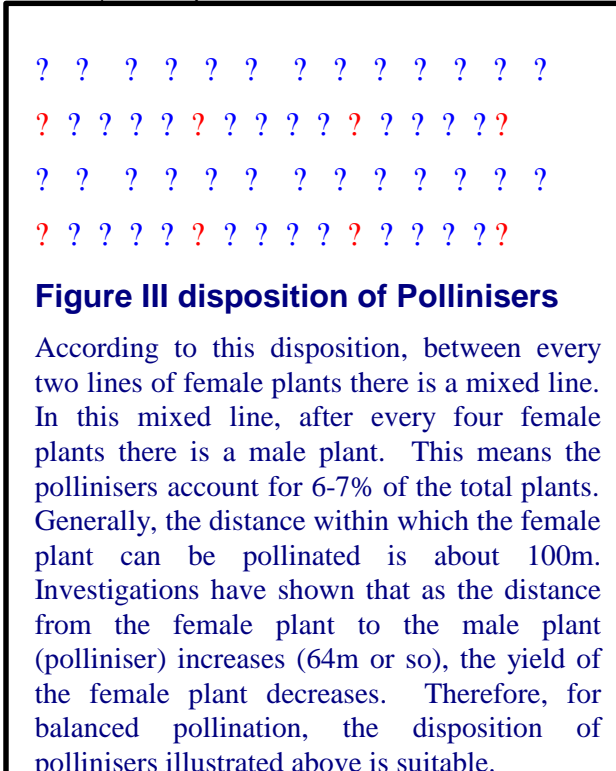 ? ? ? ? ? ? ? ? ? ? ? ? ?
? ? ? ? ? ? ? ? ? ? ? ? ? ? ? ?
? ? ? ? ? ? ? ? ? ? ? ? ?
? ? ? ? ? ? ? ? ? ? ? ? ? ? ? ?
Figure III disposition of Pollinisers
According to this disposition, between every
two lines of female plants there is a mixed line.
In this mixed line, after every four female
plants there is a male plant. This means the
pollinisers account for 6-7% of the total plants.
Generally, the distance within which the female
plant can be pollinated is about 100m.
Investigations have shown that as the distance
from the female plant to the male plant
(polliniser) increases (64m or so), the yield of
the female plant decreases. Therefore, for
balanced pollination, the disposition of
pollinisers illustrated above is suitable.